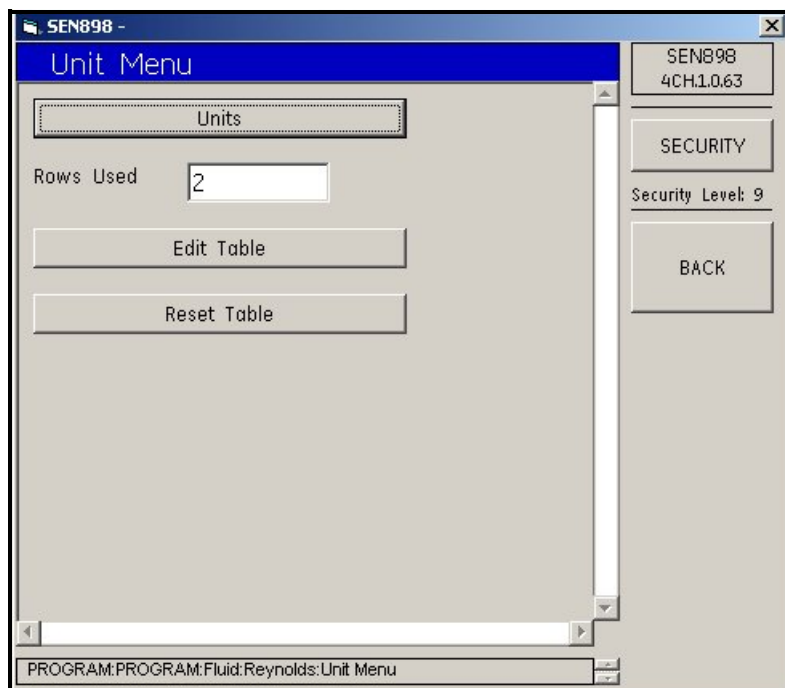 SEN898 -
Unit Menu
SEN898
4CH.1.0.63
Units
SECURITY
Rows Used
2
Security Level: 9
Edit Table
BACK
Reset Table
PROGRAM:PROGRAM:Fluid:Reynolds:Unit Menu